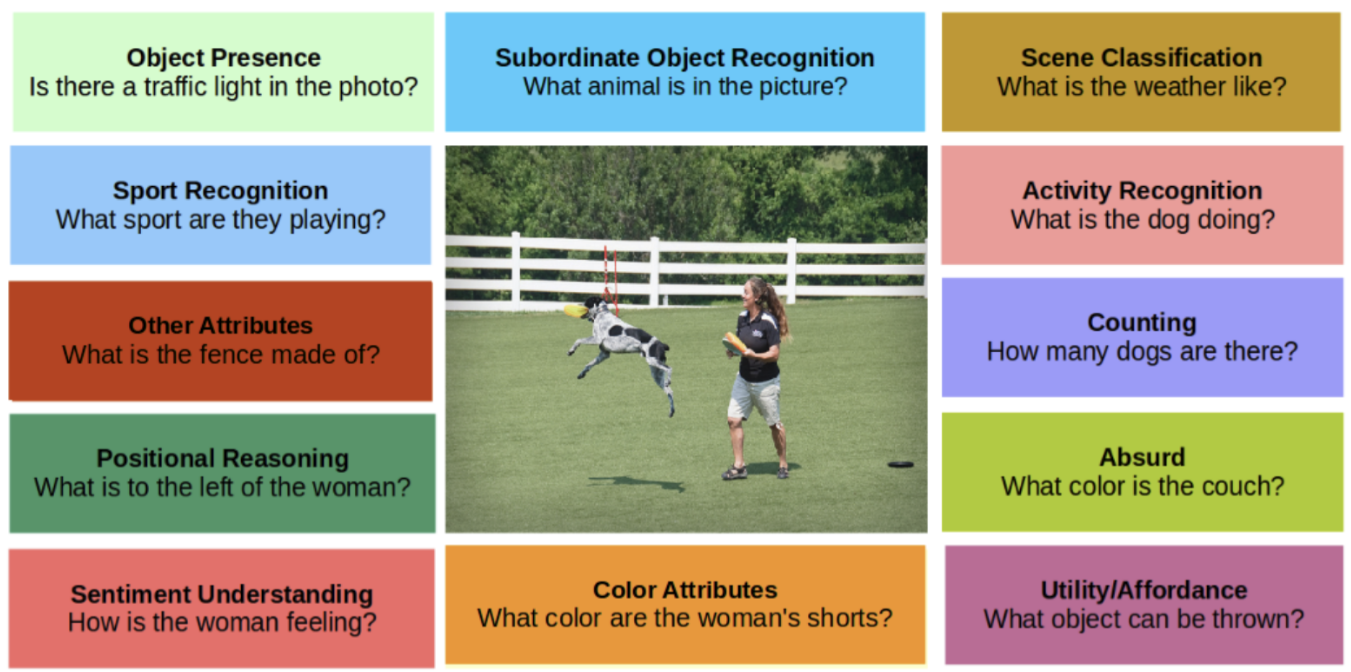 Object Presence
Is there a traffic light in the photo?
Subordinate Object Recognition
What animal is in the picture?
Scene Classification
What is the weather like?
Sport Recognition
What sport are they playing?
Activity Recognition
What is the dog doing?
Other Attributes
What is the fence made of?
Counting
How many dogs are there?
Positional Reasoning
What is to the left of the woman?
Absurd
What color is the couch?
Sentiment Understanding
How is the woman feeling?
Color Attributes
What color are the woman's shorts?
Utility/Affordance
What object can be thrown?